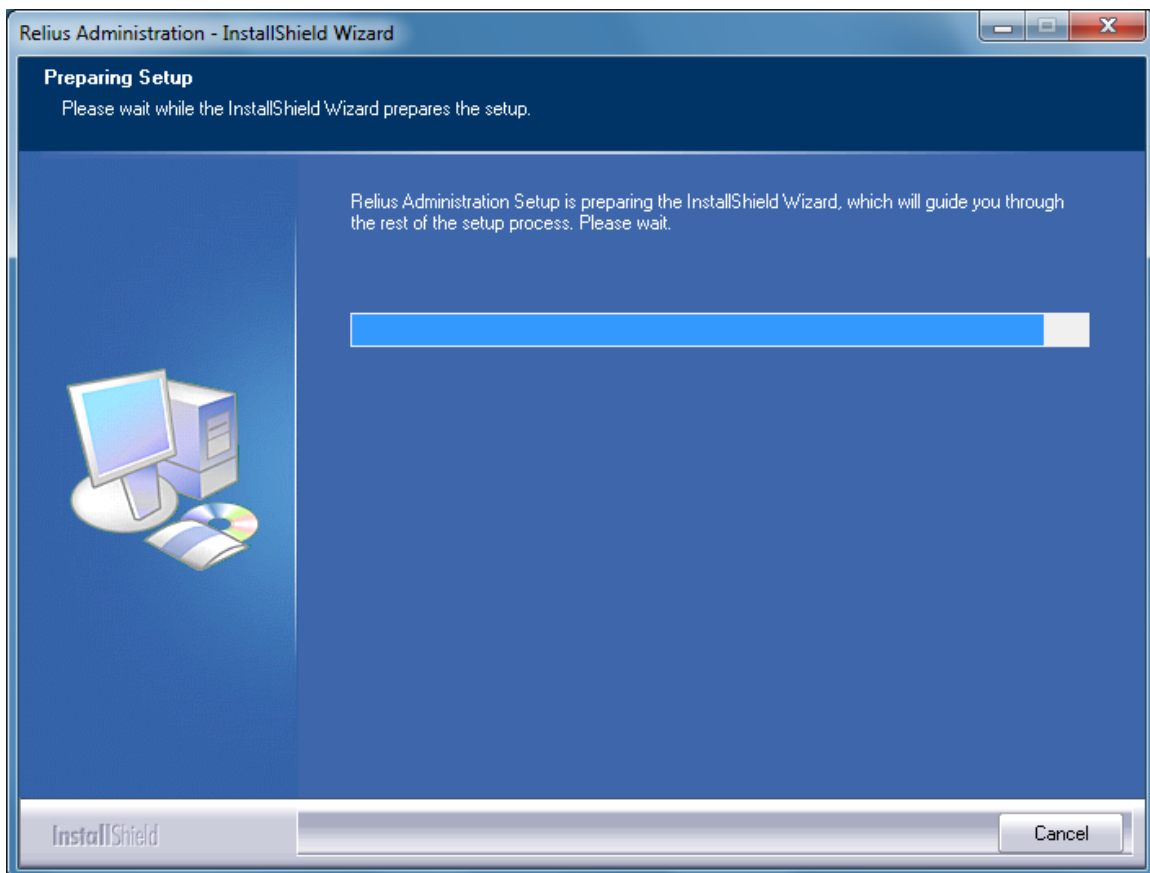 Relius Administration - InstallShield Wizard
Preparing Setup
Please wait while the InstallShield Wizard prepares the setup.
Relius Administration Setup is preparing the InstallShield Wizard, which will guide you through
the rest of the setup process. Please wait.
InstallShield
Cancel